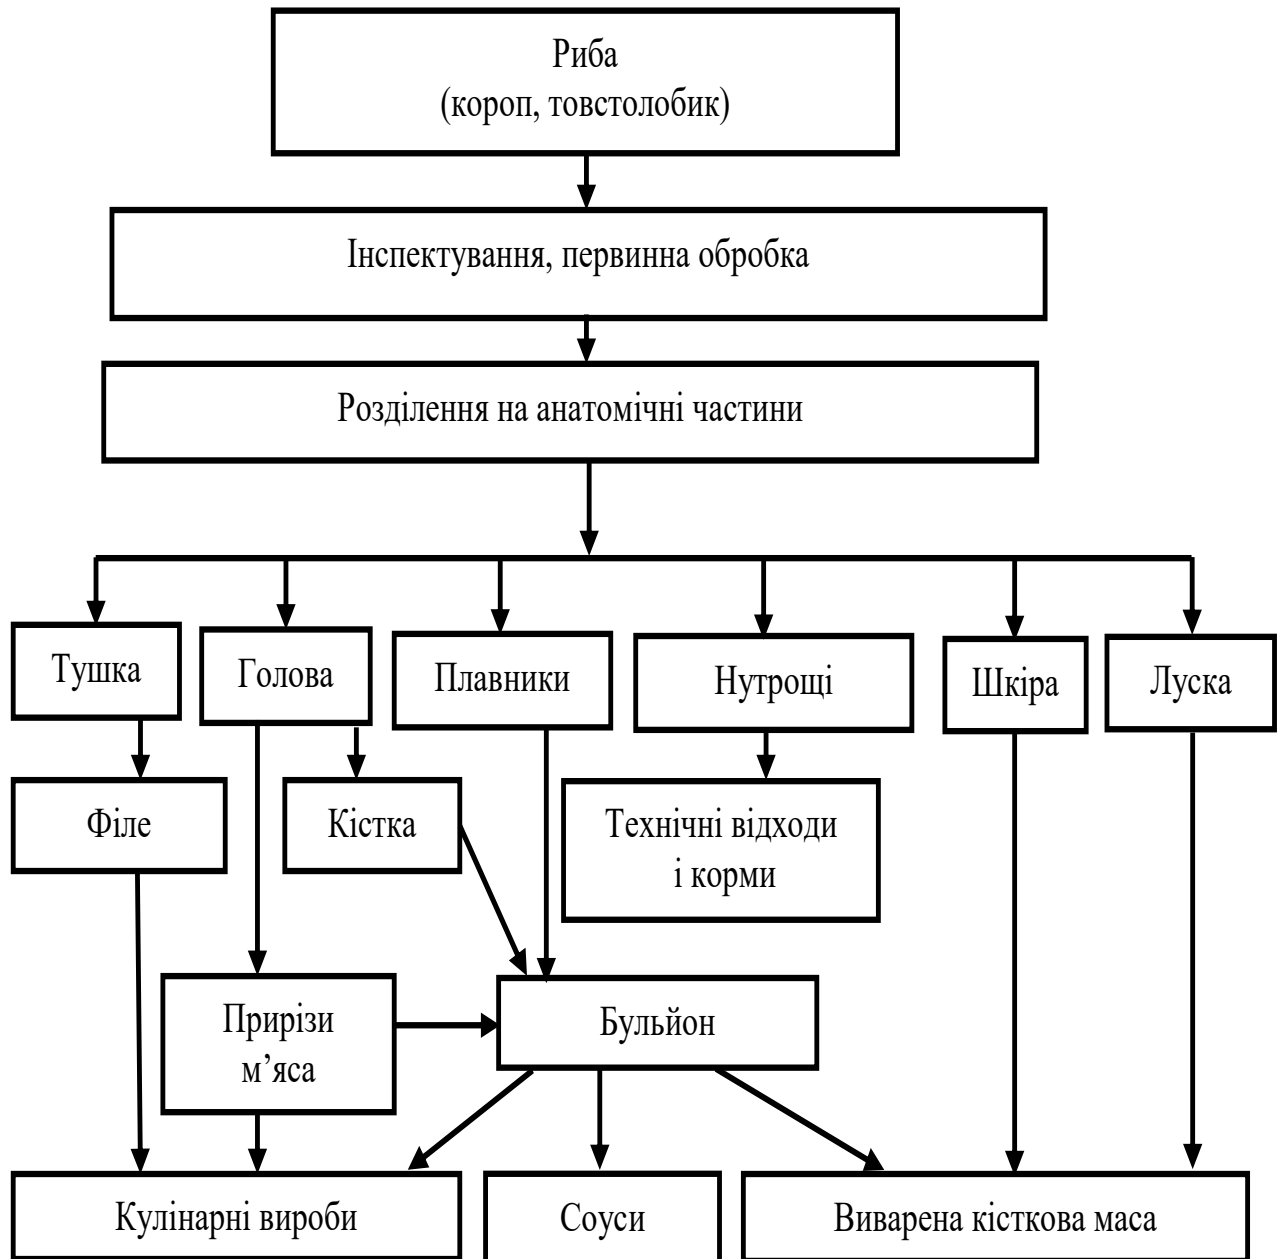 Риба
(короп, товстолобик)
Інспектування, первинна обробка
Розділення на анатомічні частини
Тушка
Голова
Плавники
Нутрощі
Шкіра
Луска
Філе
Кістка
Технічні відходи
і корми
Прирізи
м’яса
Бульйон
Кулінарні вироби
Соуси
Виварена кісткова маса